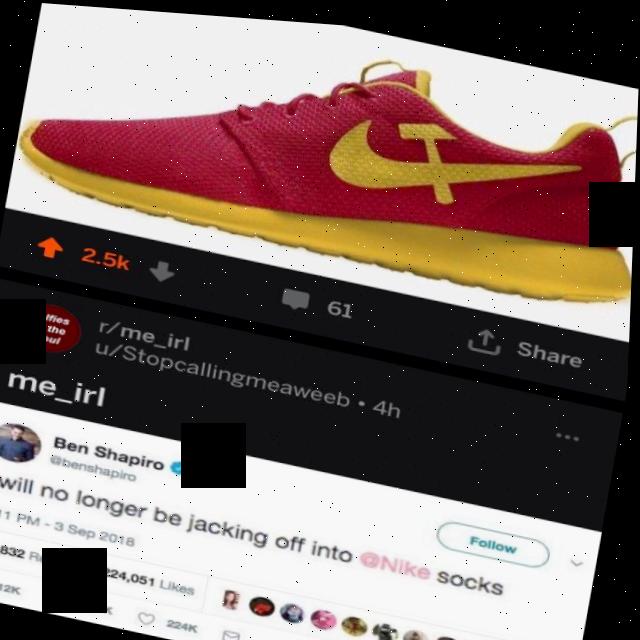 2.5k 61 Share
r/me_irl
u/Stopcallingmeaweeb • 4h
me_irl
Ben Shapiro
@benshapiro
Follow
will no longer be jacking off into @Nike socks
11 PM - 3 Sep 2018
224,051 Likes
12K 224K